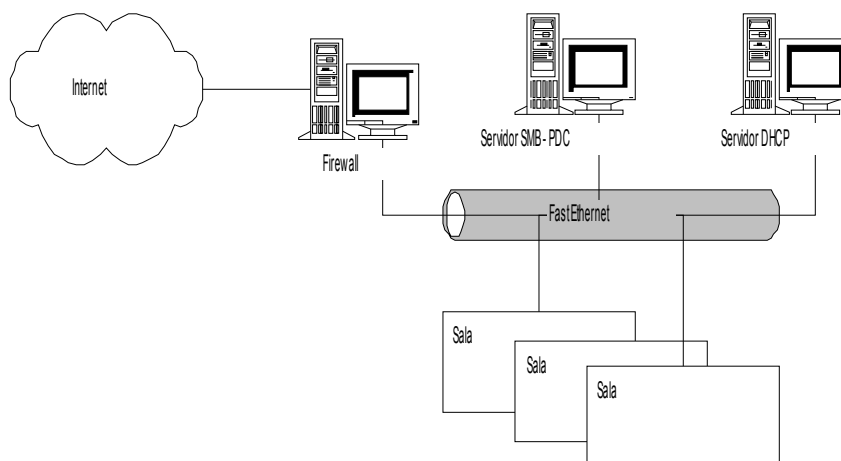 Internet
Firewall
Servidor SMB - PDC
Servidor DHCP
FastEthernet
Sala
Sala
Sala